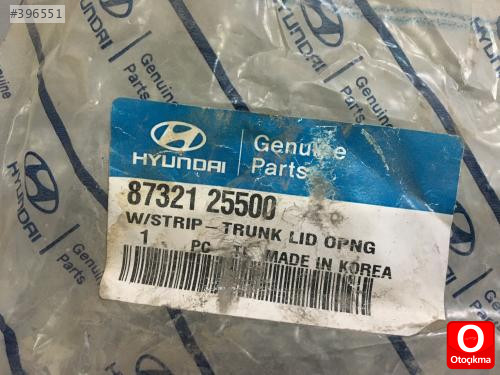 #396551
HYUNDAI
Genuine
Parts
HYUNDAI
Genuine
Parts
87321 25500
W/STRIP-TRUNK LID OPNG
1 PC MADE IN KOREA
O
Otoçıkma